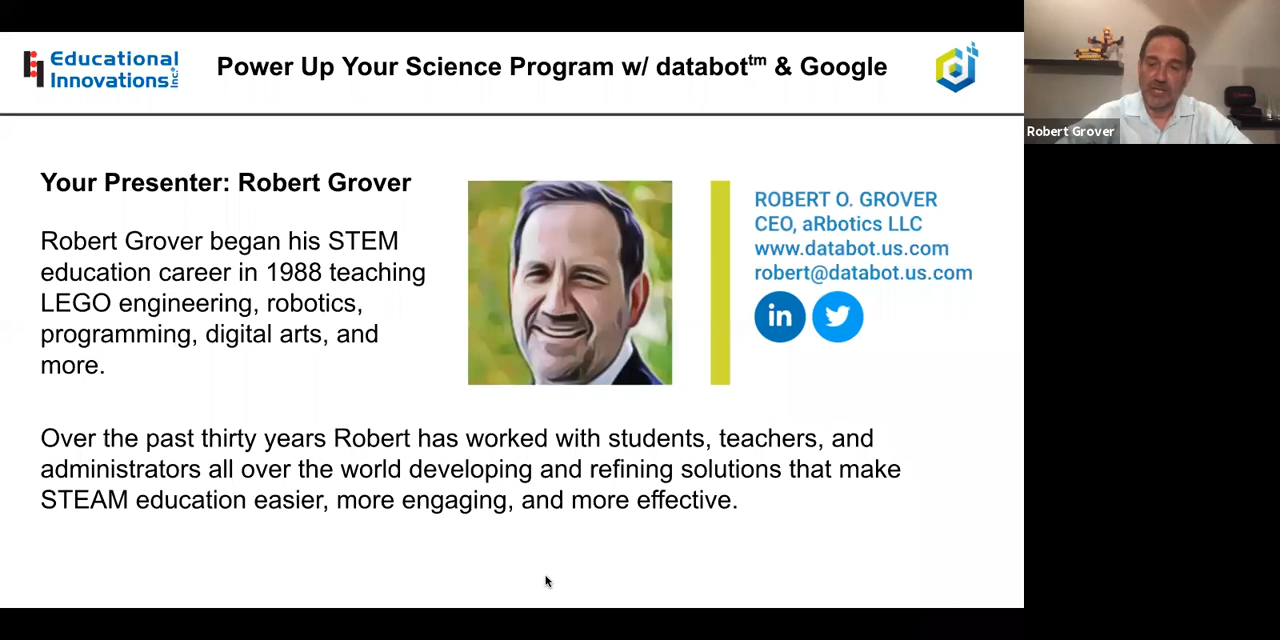 Educational
Innovations Inc.®
Power Up Your Science Program w/ databot™ & Google
Robert Grover
Your Presenter: Robert Grover
Robert Grover began his STEM
education career in 1988 teaching
LEGO engineering, robotics,
programming, digital arts, and
more.
ROBERT O. GROVER
CEO, aRbotics LLC
www.databot.us.com
robert@databot.us.com
in
Over the past thirty years Robert has worked with students, teachers, and
administrators all over the world developing and refining solutions that make
STEAM education easier, more engaging, and more effective.